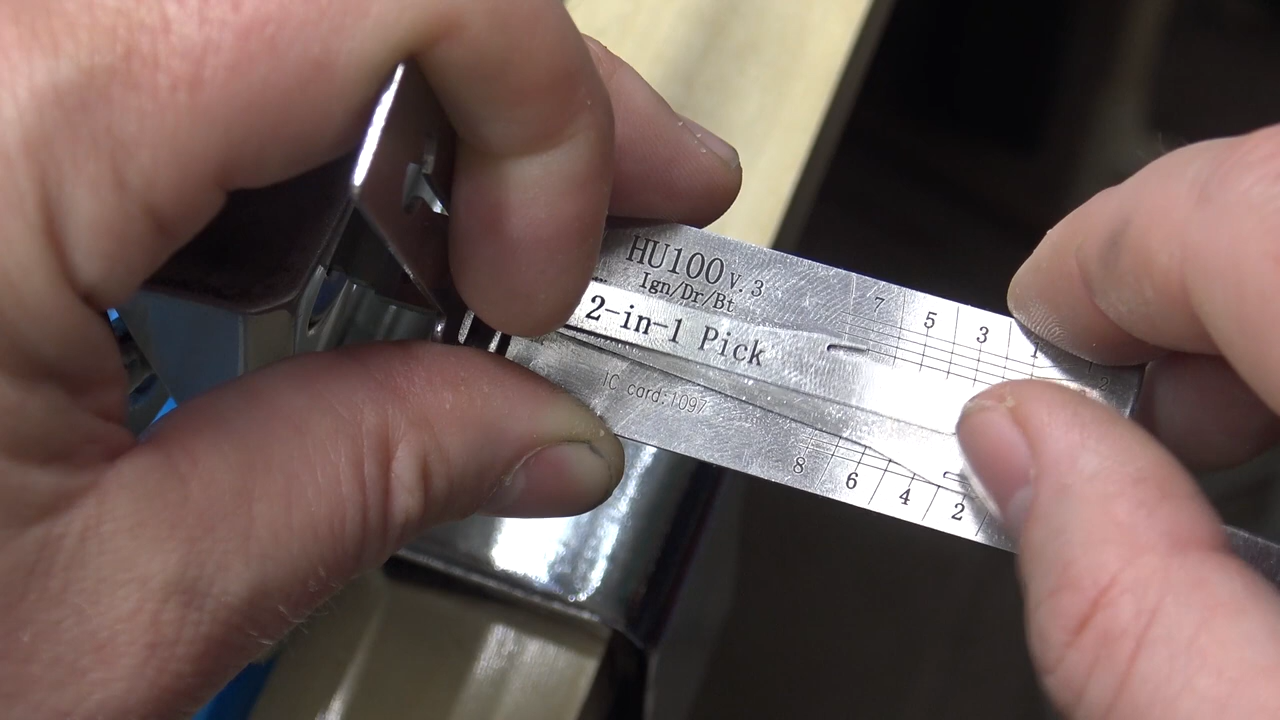 HU100 V.3
Ign/Dr/Bt
2-in-1 Pick
IC card:1097
7 5 3 1
2
8 6 4 2